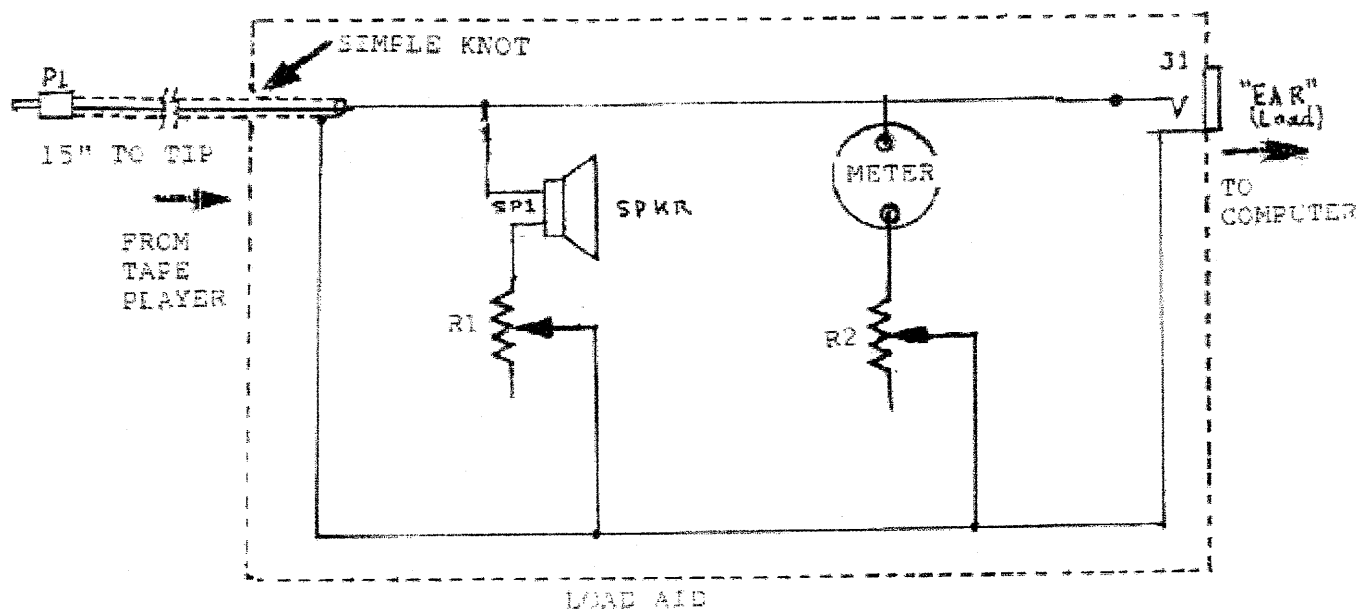 SIMPLE KNOT
P1
15" TO TIP
FROM
TAPE
PLAYER
SP1
SPKR
R1
METER
R2
J1
"EAR"
(Load)
TO
COMPUTER
LOAD AID